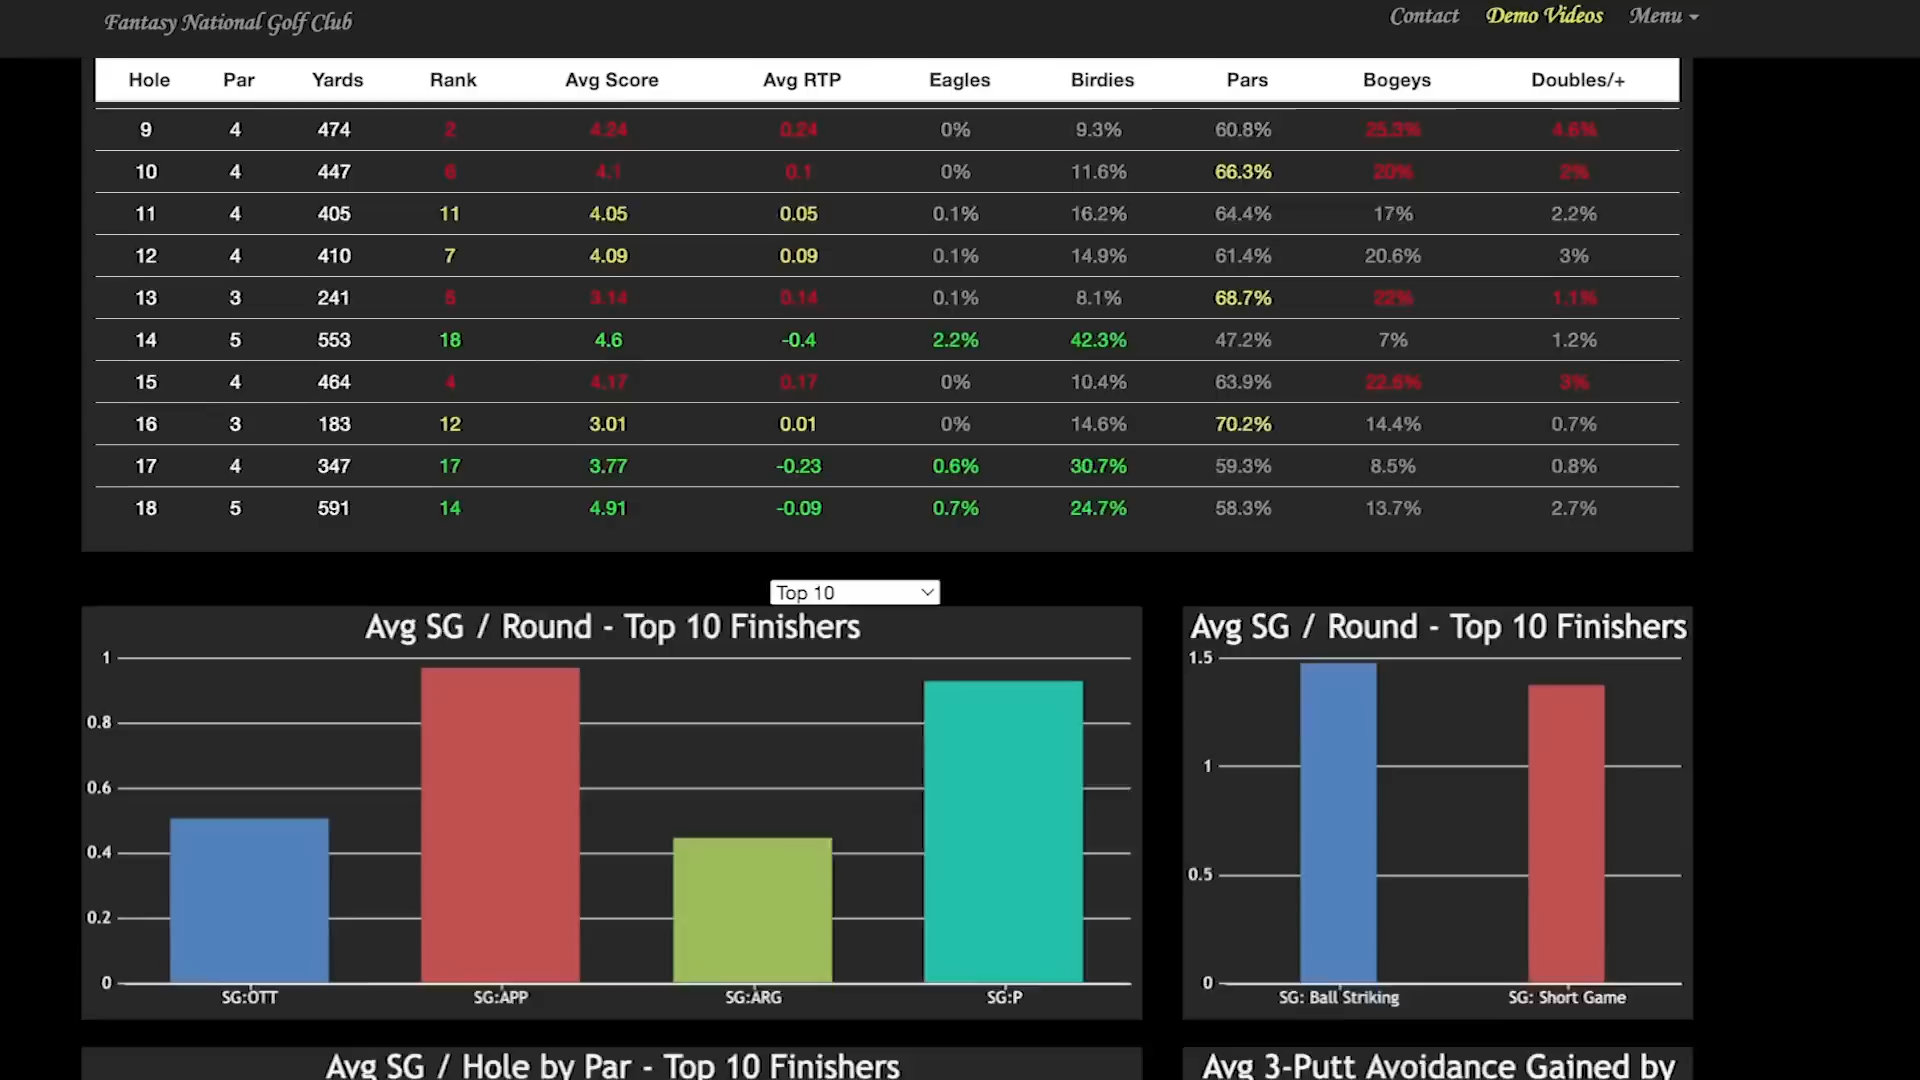 Fantasy National Golf Club
Contact Demo Videos Menu
Hole Par Yards Rank Avg Score Avg RTP Eagles Birdies Pars Bogeys Doubles/+
9 4 474 2 4.24 0.24 0% 9.3% 60.8% 25.3% 4.6%
10 4 447 6 4.1 0.1 0% 11.6% 66.3% 20% 2%
11 4 405 11 4.05 0.05 0.1% 16.2% 64.4% 17% 2.2%
12 4 410 7 4.09 0.09 0.1% 14.9% 61.4% 20.6% 3%
13 3 241 5 3.14 0.14 0.1% 8.1% 68.7% 22% 1.1%
14 5 553 18 4.6 -0.4 2.2% 42.3% 47.2% 7% 1.2%
15 4 464 4 4.17 0.17 0% 10.4% 63.9% 22.6% 3%
16 3 183 12 3.01 0.01 0% 14.6% 70.2% 14.4% 0.7%
17 4 347 17 3.77 -0.23 0.6% 30.7% 59.3% 8.5% 0.8%
18 5 591 14 4.91 -0.09 0.7% 24.7% 58.3% 13.7% 2.7%
Top 10
Avg SG / Round - Top 10 Finishers
1
0.8
0.6
0.4
0.2
0
SG:OTT SG:APP SG:ARG SG:P
Avg SG / Round - Top 10 Finishers
1.5
1
0.5
0
SG: Ball Striking SG: Short Game
Avg SG / Hole by Par - Top 10 Finishers
Avg 3-Putt Avoidance Gained by